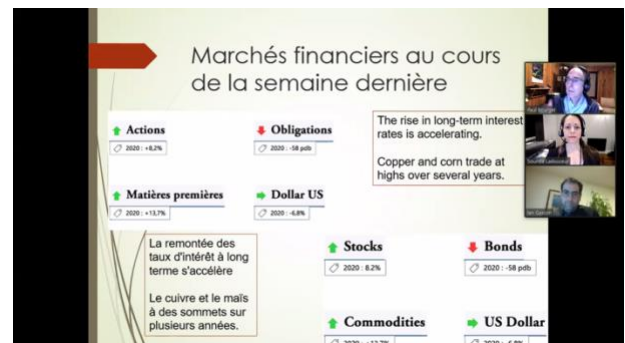 Marchés financiers au cours
de la semaine dernière
Actions
2020 : +8,2%
Obligations
2020 : -58 pdb
The rise in long-term interest
rates is accelerating.
Copper and corn trade at
highs over several years.
Matières premières
2020 : +13,7%
Dollar US
2020 : -6,8%
La remontée des
taux d'intérêt à long
terme s'accélère
Le cuivre et le maïs
à des sommets sur
plusieurs années.
Stocks
2020 : 8.2%
Bonds
2020 : -58 pdb
Commodities
US Dollar